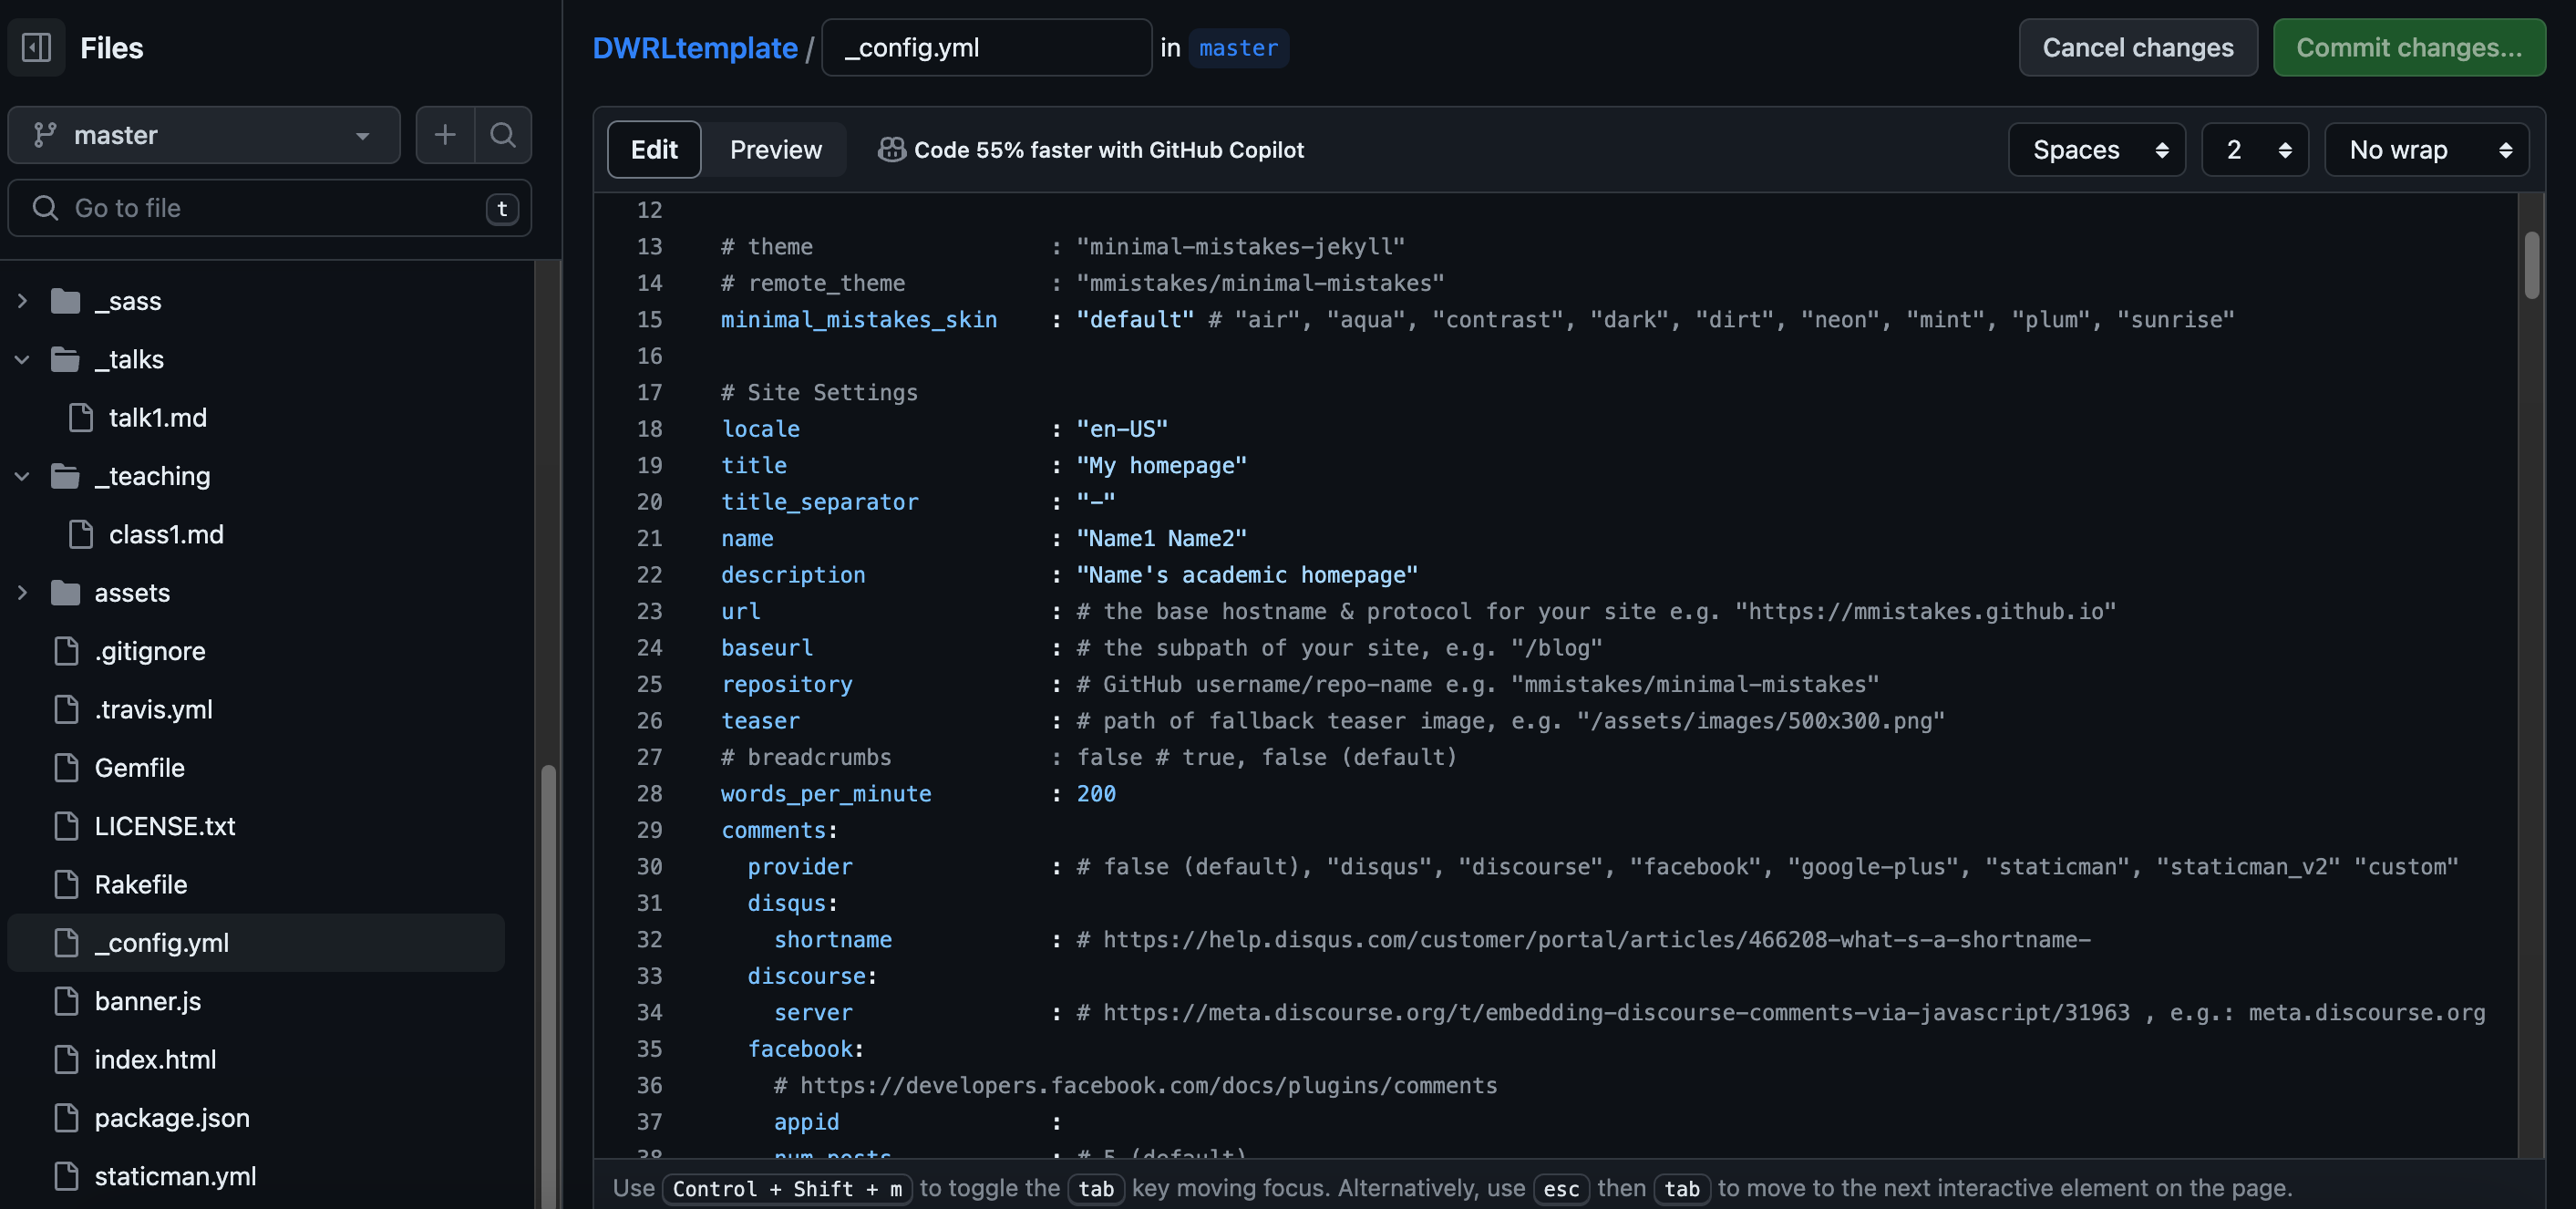 Files
master
Go to file t
_sass
_talks
talk1.md
_teaching
class1.md
assets
.gitignore
.travis.yml
Gemfile
LICENSE.txt
Rakefile
_config.yml
banner.js
index.html
package.json
staticman.yml
DWRLtemplate / _config.yml in master
Cancel changes
Commit changes...
Edit
Preview
Code 55% faster with GitHub Copilot
Spaces
2
No wrap
12
13 # theme : "minimal-mistakes-jekyll"
14 # remote_theme : "mmistakes/minimal-mistakes"
15 minimal_mistakes_skin : "default" # "air", "aqua", "contrast", "dark", "dirt", "neon", "mint", "plum", "sunrise"
16
17 # Site Settings
18 locale : "en-US"
19 title : "My homepage"
20 title_separator : "-"
21 name : "Name1 Name2"
22 description : "Name's academic homepage"
23 url : # the base hostname & protocol for your site e.g. "https://mmistakes.github.io"
24 baseurl : # the subpath of your site, e.g. "/blog"
25 repository : # GitHub username/repo-name e.g. "mmistakes/minimal-mistakes"
26 teaser : # path of fallback teaser image, e.g. "/assets/images/500x300.png"
27 # breadcrumbs : false # true, false (default)
28 words_per_minute : 200
29 comments:
30 provider : # false (default), "disqus", "discourse", "facebook", "google-plus", "staticman", "staticman_v2" "custom"
31 disqus:
32 shortname : # https://help.disqus.com/customer/portal/articles/466208-what-s-a-shortname-
33 discourse:
34 server : # https://meta.discourse.org/t/embedding-discourse-comments-via-javascript/31963 , e.g.: meta.discourse.org
35 facebook:
36 # https://developers.facebook.com/docs/plugins/comments
37 appid :
38 num_posts : # 5 (default)
Use Control + Shift + m to toggle the tab key moving focus. Alternatively, use esc then tab to move to the next interactive element on the page.